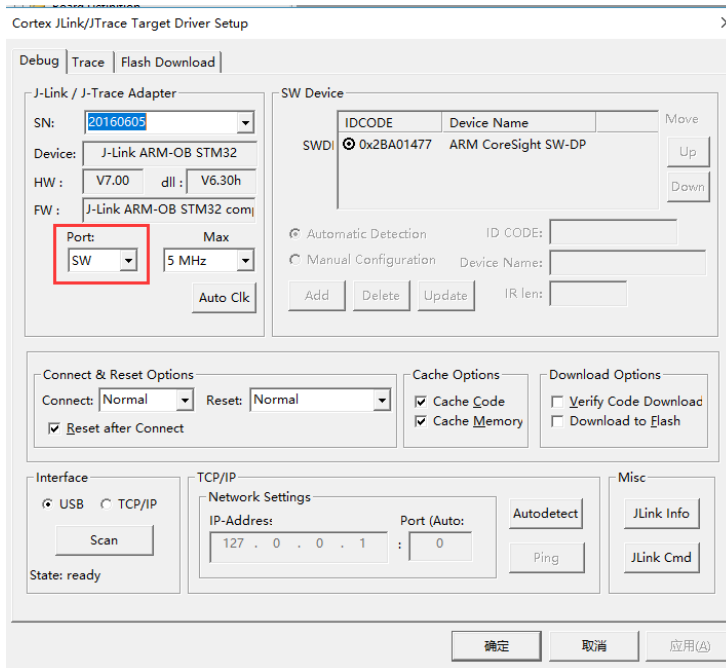 Cortex JLink/JTrace Target Driver Setup
Debug Trace Flash Download
J-Link / J-Trace Adapter
SN: 20160605
Device: J-Link ARM-OB STM32
HW : V7.00 dll : V6.30h
FW : J-Link ARM-OB STM32 comp
Port: Max
SW 5 MHz
Auto Clk
SW Device
IDCODE Device Name Move
SWDI 0x2BA01477 ARM CoreSight SW-DP
Up
Down
Automatic Detection ID CODE:
Manual Configuration Device Name:
Add Delete Update IR len:
Connect & Reset Options
Connect: Normal Reset: Normal
Reset after Connect
Cache Options
Cache Code
Cache Memory
Download Options
Verify Code Download
Download to Flash
Interface
USB TCP/IP
Scan
State: ready
TCP/IP
Network Settings
IP-Address: Port (Auto:
127 . 0 . 0 . 1 : 0
Autodetect
Ping
Misc
JLink Info
JLink Cmd
确定 取消 应用(A)